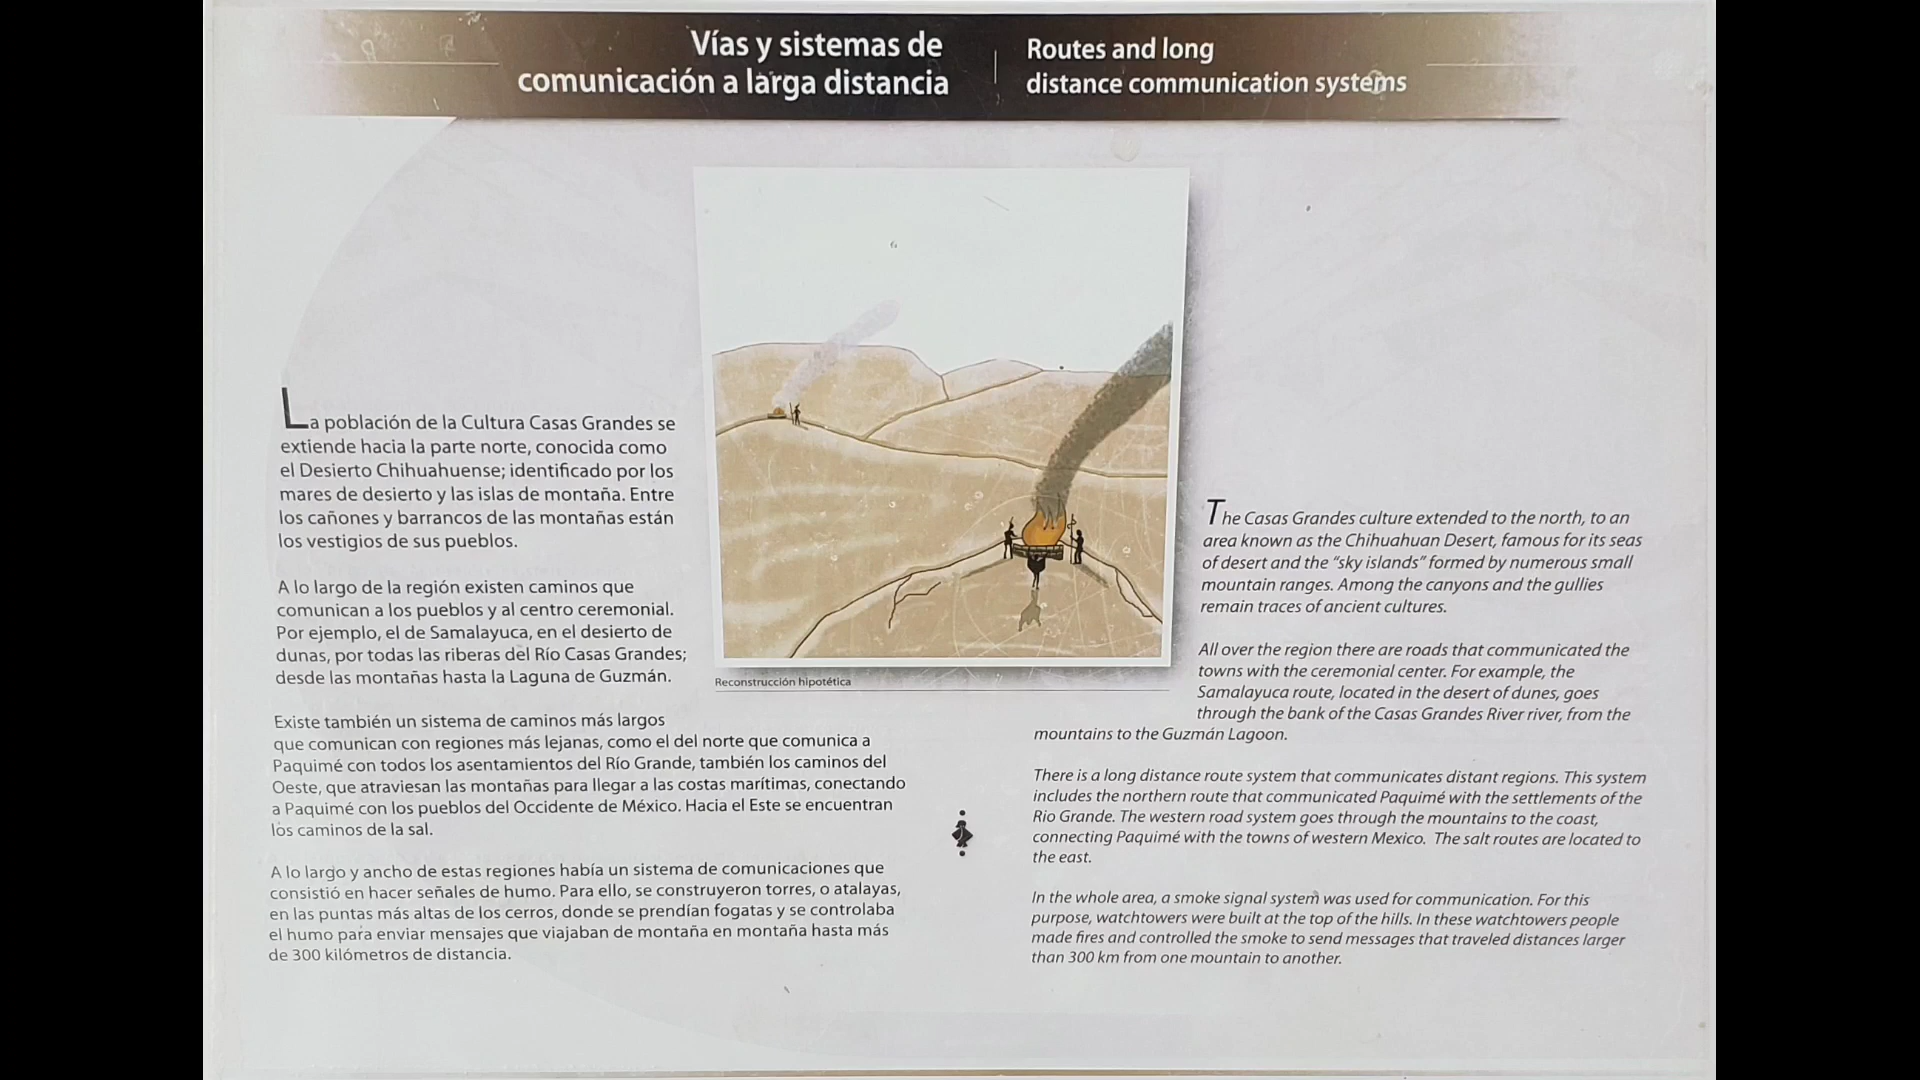 Vías y sistemas de
comunicación a larga distancia
Routes and long
distance communication systems
La población de la Cultura Casas Grandes se
extiende hacia la parte norte, conocida como
el Desierto Chihuahuense; identificado por los
mares de desierto y las islas de montaña. Entre
los cañones y barrancos de las montañas están
los vestigios de sus pueblos.
A lo largo de la región existen caminos que
comunican a los pueblos y al centro ceremonial.
Por ejemplo, el de Samalayuca, en el desierto de
dunas, por todas las riberas del Río Casas Grandes;
desde las montañas hasta la Laguna de Guzmán.
Existe también un sistema de caminos más largos
que comunican con regiones más lejanas, como el del norte que comunica a
Paquimé con todos los asentamientos del Río Grande, también los caminos del
Oeste, que atraviesan las montañas para llegar a las costas marítimas, conectando
a Paquimé con los pueblos del Occidente de México. Hacia el Este se encuentran
los caminos de la sal.
A lo largo y ancho de estas regiones había un sistema de comunicaciones que
consistió en hacer señales de humo. Para ello, se construyeron torres, o atalayas,
en las puntas más altas de los cerros, donde se prendían fogatas y se controlaba
el humo para enviar mensajes que viajaban de montaña en montaña hasta más
de 300 kilómetros de distancia.
Reconstrucción hipotética
The Casas Grandes culture extended to the north, to an
area known as the Chihuahuan Desert, famous for its seas
of desert and the “sky islands” formed by numerous small
mountain ranges. Among the canyons and the gullies
remain traces of ancient cultures.
All over the region there are roads that communicated the
towns with the ceremonial center. For example, the
Samalayuca route, located in the desert of dunes, goes
through the bank of the Casas Grandes River river, from the
mountains to the Guzmán Lagoon.
There is a long distance route system that communicates distant regions. This system
includes the northern route that communicated Paquimé with the settlements of the
Rio Grande. The western road system goes through the mountains to the coast,
connecting Paquimé with the towns of western Mexico. The salt routes are located to
the east.
In the whole area, a smoke signal system was used for communication. For this
purpose, watchtowers were built at the top of the hills. In these watchtowers people
made fires and controlled the smoke to send messages that traveled distances larger
than 300 km from one mountain to another.